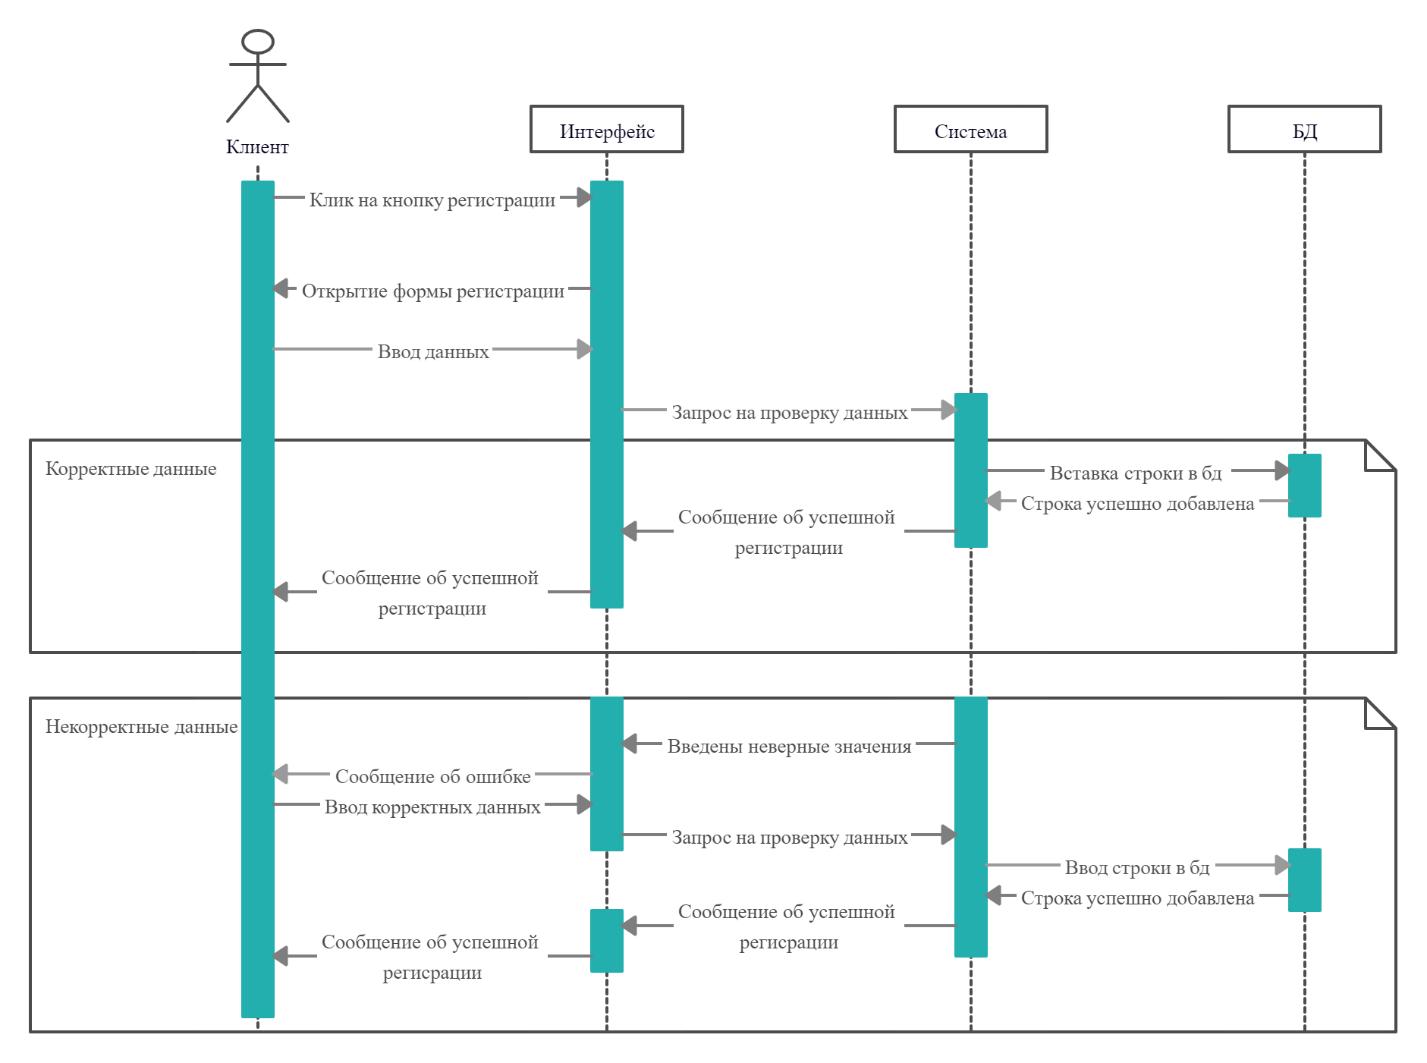 Клиент
Интерфейс
Система
БД
Клик на кнопку регистрации
Открытие формы регистрации
Ввод данных
Запрос на проверку данных
Корректные данные
Вставка строки в бд
Строка успешно добавлена
Сообщение об успешной
регистрации
Сообщение об успешной
регистрации
Некорректные данные
Введены неверные значения
Сообщение об ошибке
Ввод корректных данных
Запрос на проверку данных
Ввод строки в бд
Строка успешно добавлена
Сообщение об успешной
регисрации
Сообщение об успешной
регисрации